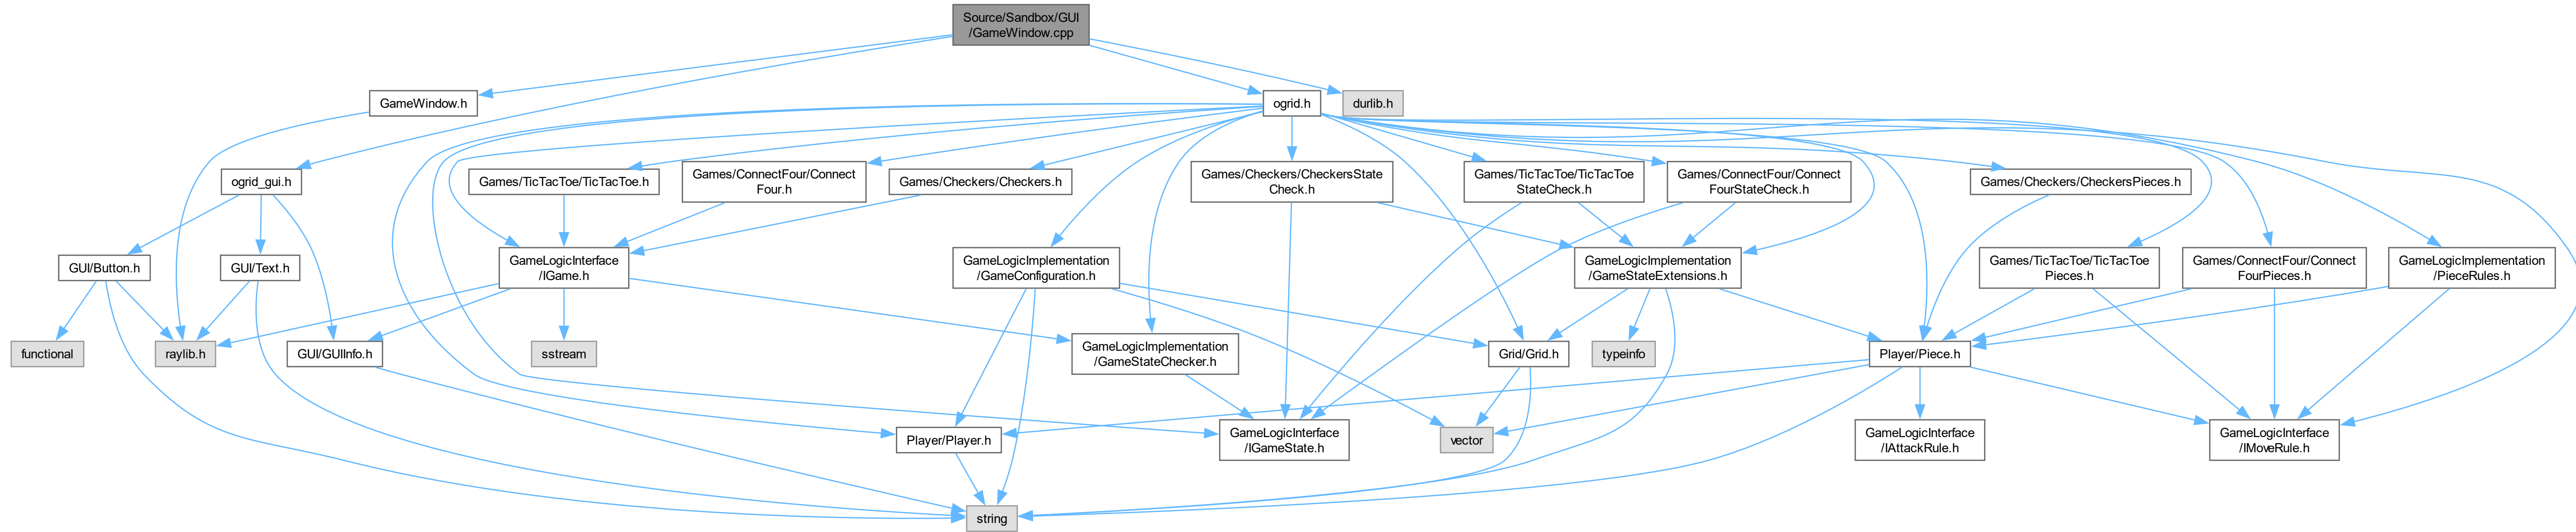 Source/Sandbox/GUI
/GameWindow.cpp
GameWindow.h
ogrid.h
durlib.h
ogrid_gui.h
Games/TicTacToe/TicTacToe.h
Games/ConnectFour/Connect
Four.h
Games/Checkers/Checkers.h
Games/Checkers/CheckersState
Check.h
Games/TicTacToe/TicTacToe
StateCheck.h
Games/ConnectFour/Connect
FourStateCheck.h
Games/Checkers/CheckersPieces.h
GUI/Button.h
GUI/Text.h
GameLogicInterface
/IGame.h
GameLogicImplementation
/GameConfiguration.h
GameLogicImplementation
/GameStateExtensions.h
Games/TicTacToe/TicTacToe
Pieces.h
Games/ConnectFour/Connect
FourPieces.h
GameLogicImplementation
/PieceRules.h
functional
raylib.h
GUI/GUIInfo.h
sstream
GameLogicImplementation
/GameStateChecker.h
Grid/Grid.h
typeinfo
Player/Piece.h
Player/Player.h
GameLogicInterface
/IGameState.h
vector
GameLogicInterface
/IAttackRule.h
GameLogicInterface
/IMoveRule.h
string